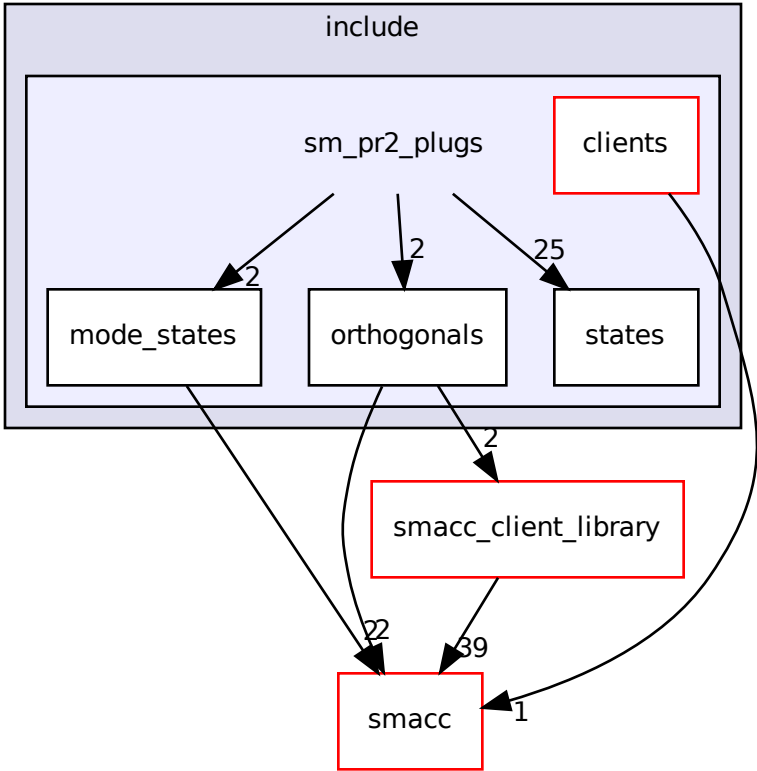 include
sm_pr2_plugs
clients
2
2
25
mode_states
orthogonals
states
2
smacc_client_library
2
2
39
smacc
1